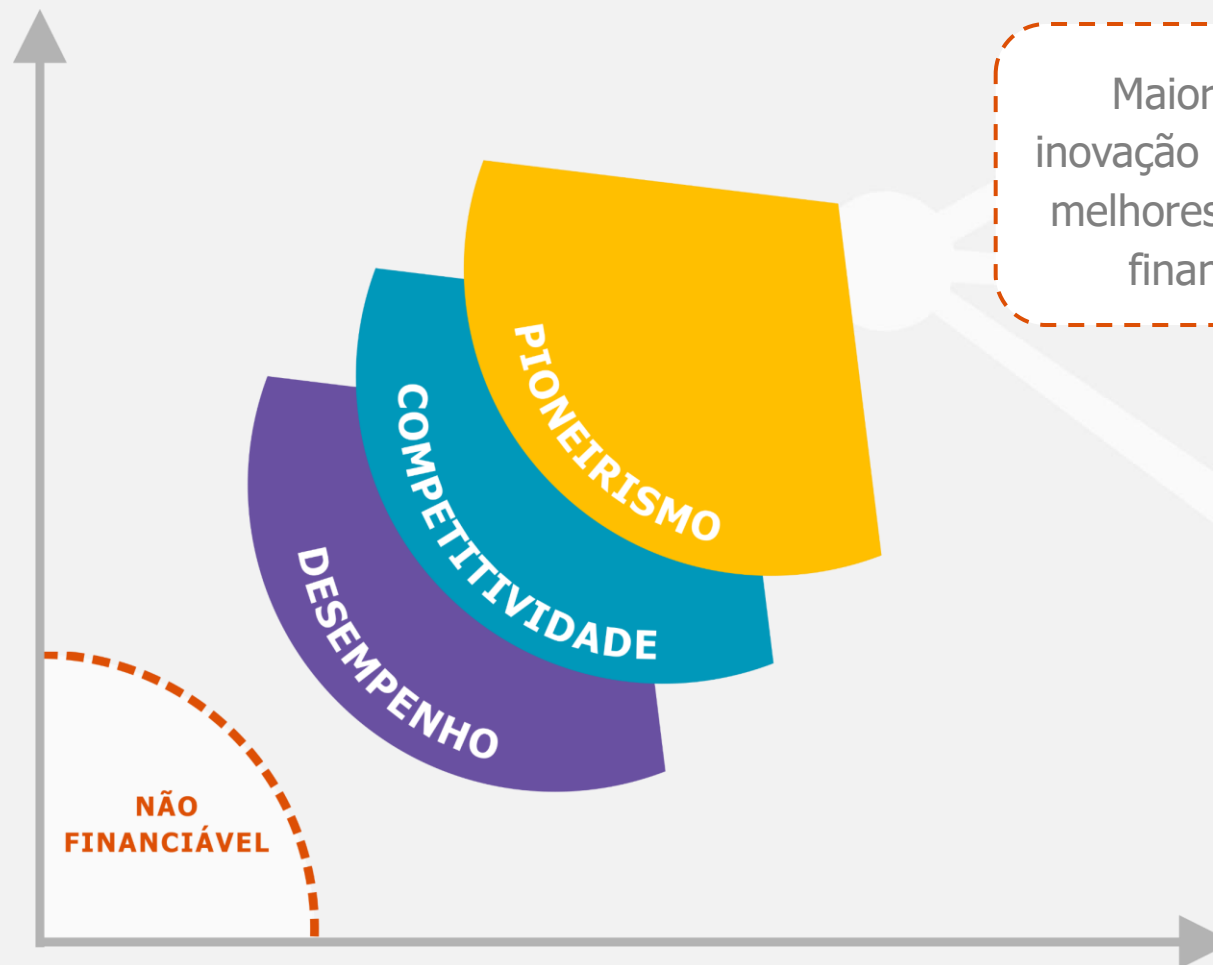 Maior
inovação
melhores
finan
PIONEIRISMO
COMPETITIVIDADE
DESEMPENHO
NÃO
FINANCIÁVEL